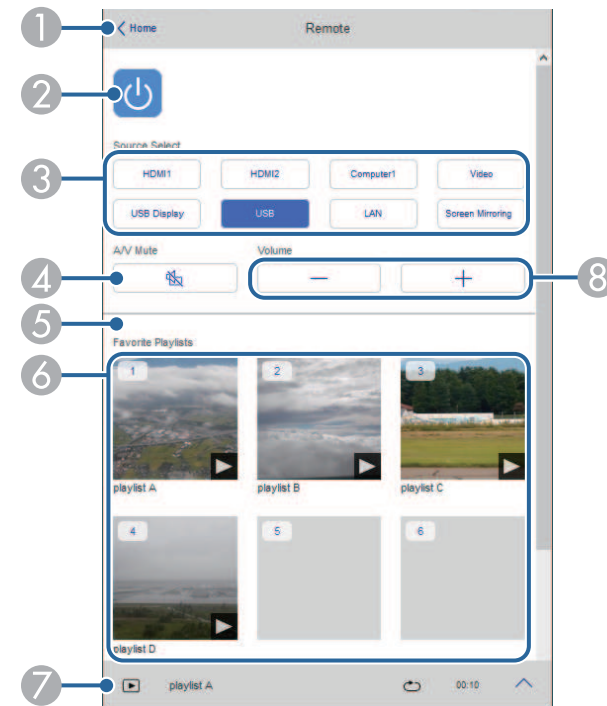 1
Home Remote
2
Source Select
3
HDMI1 HDMI2 Computer1 Video
USB Display USB LAN Screen Mirroring
A/V Mute Volume
4
8
5
Favorite Playlists
6
1 2 3
playlist A playlist B playlist C
4 5 6
playlist D
7
playlist A 00:10